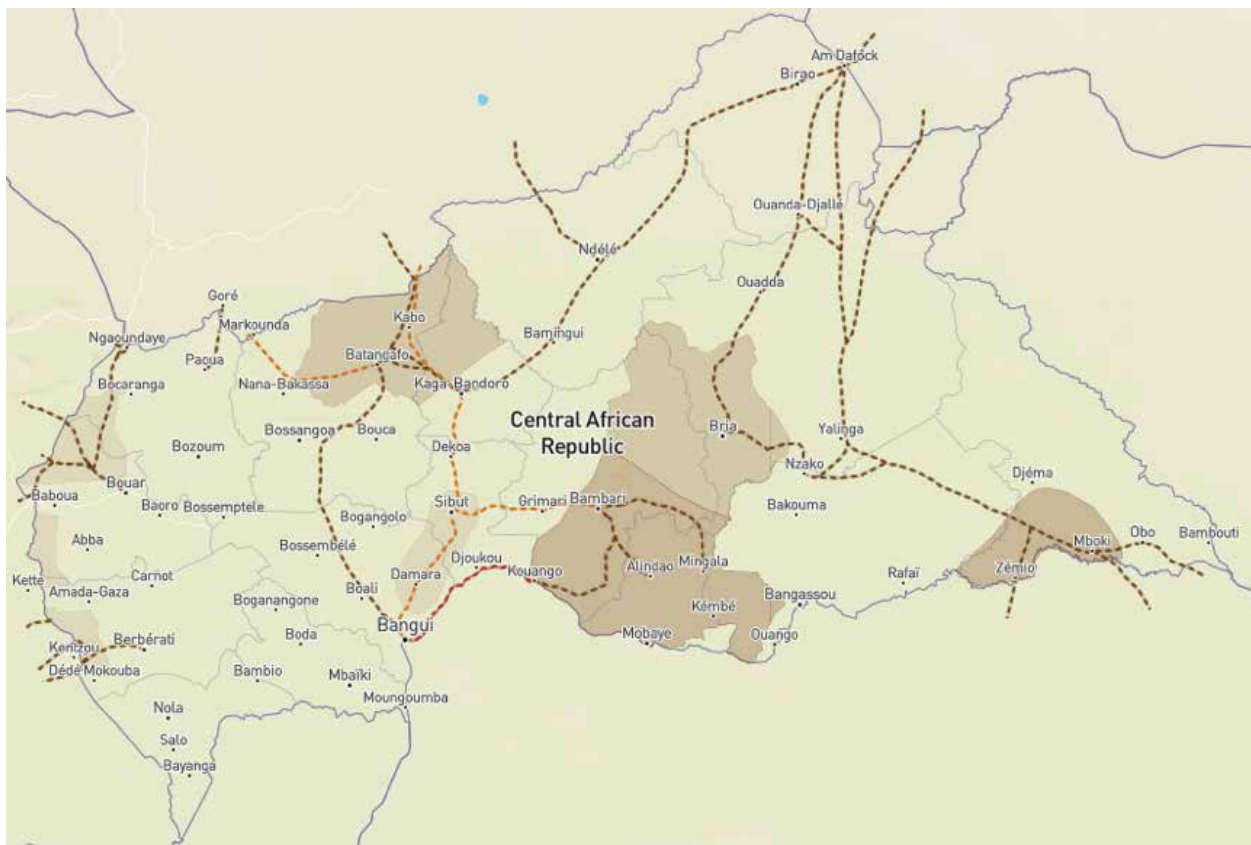 Am Dafock
Birao
Ouanda-Djallé
Ndélé
Ouadda
Goré
Markounda
Kabo
Ngaoundaye
Paoua
Batangafo
Bamingui
Bocaranga
Nana-Bakassa
Kaga-Bandoro
Central African
Republic
Bossangoa
Bouca
Bria
Yalinga
Bozoum
Dekoa
Nzako
Djéma
Bouar
Baboua
Baoro
Bossemptele
Sibut
Grimari
Bambari
Bakouma
Bogangolo
Obo
Bambouti
Mboki
Abba
Bossembélé
Djoukou
Kouango
Alindao
Mingala
Zémio
Rafaï
Kette
Carnot
Damara
Amada-Gaza
Boali
Boganangone
Kémbé
Bangassou
Bangui
Berbérati
Boda
Mobaye
Ouango
Kentzou
Dédé Mokouba
Bambio
Mbaïki
Moungoumba
Nola
Salo
Bayanga